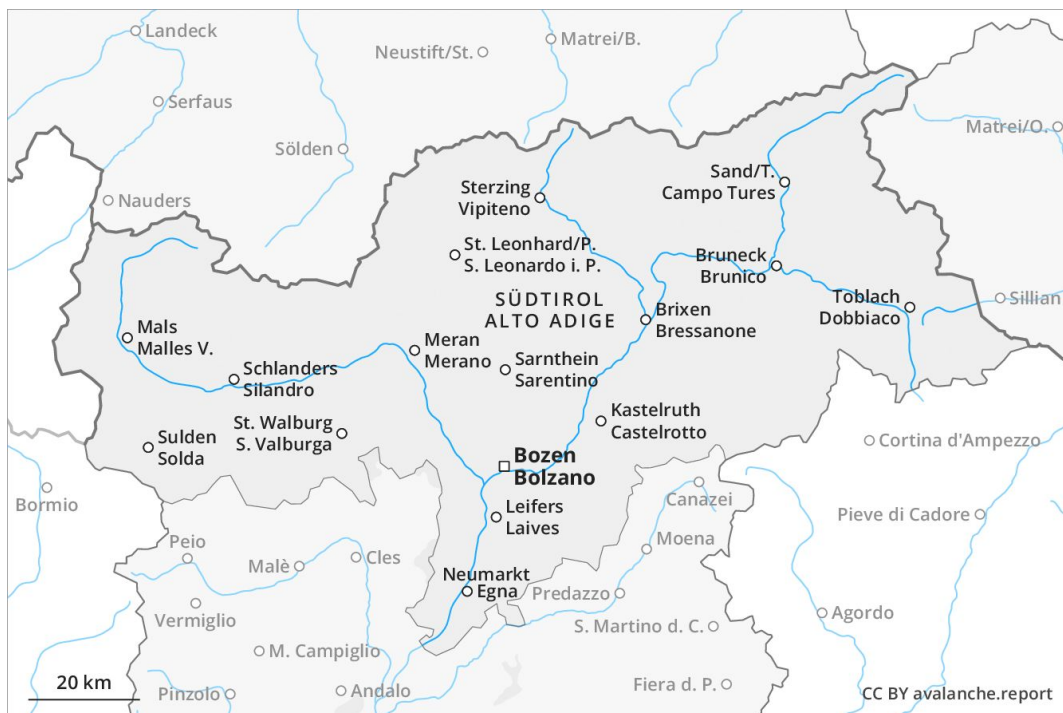 Landeck
Neustift/St.
Matrei/B.
Serfaus
Sölden
Matrei/O.
Nauders
Sterzing
Vipiteno
Sand/T.
Campo Tures
St. Leonhard/P.
S. Leonardo i. P.
Bruneck
Brunico
SÜDTIROL
ALTO ADIGE
Brixen
Bressanone
Toblach
Dobbiaco
Sillian
Mals
Malles V.
Meran
Merano
Schlanders
Silandro
Sarnthein
Sarentino
St. Walburg
S. Valburga
Kastelruth
Castelrotto
Sulden
Solda
Cortina d'Ampezzo
Bozen
Bolzano
Bormio
Canazei
Leifers
Laives
Pieve di Cadore
Peio
Malè
Cles
Moena
Neumarkt
Egna
Predazzo
Vermiglio
Agordo
S. Martino d. C.
M. Campiglio
20 km
Pinzolo
Andalo
Fiera d. P.
CC BY avalanche.report